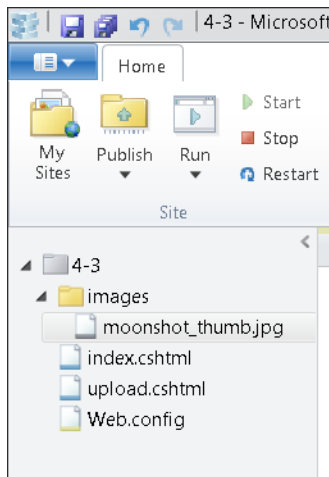 4-3 - Microsoft
Home
My Sites
Publish
Run
Start
Stop
Restart
Site
4-3
images
moonshot_thumb.jpg
index.cshtml
upload.cshtml
Web.config